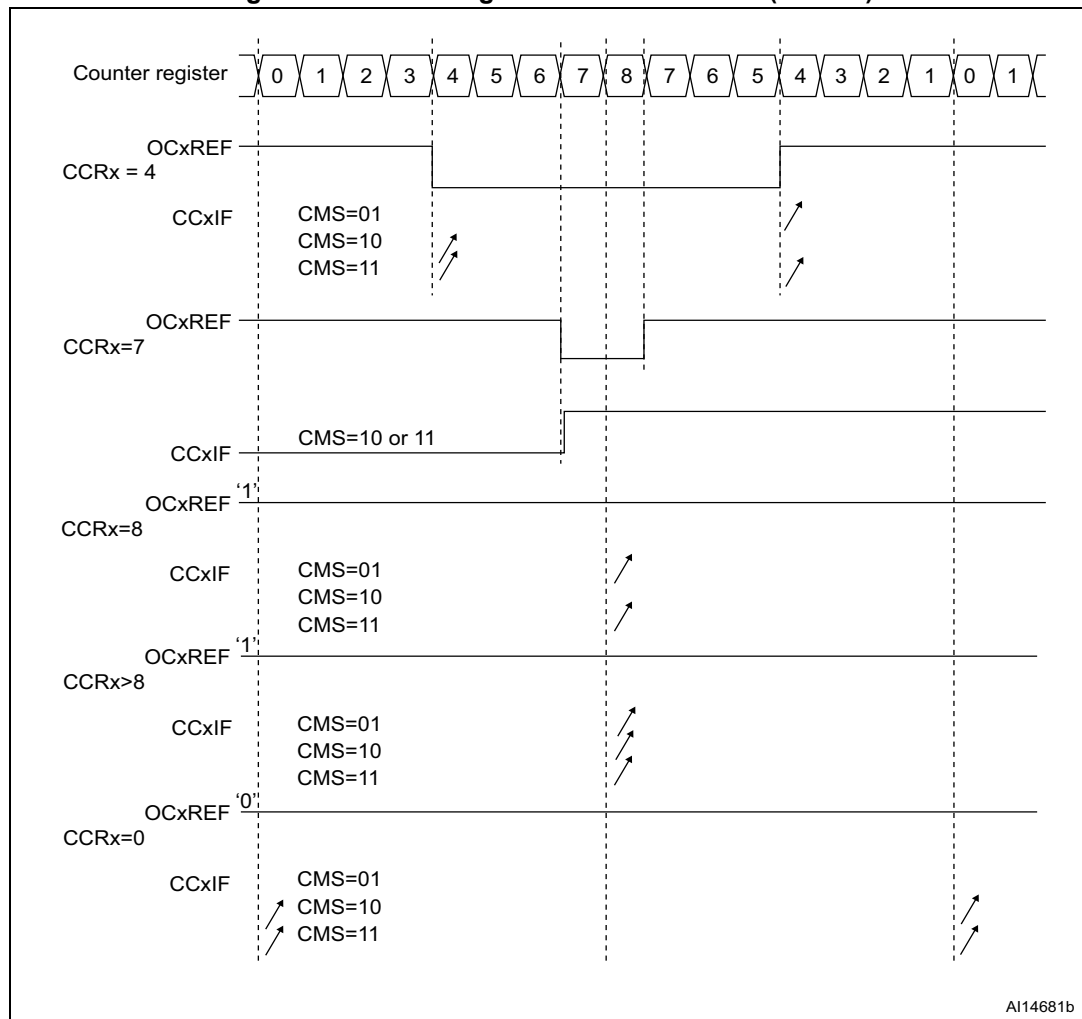 Counter register 0 1 2 3 4 5 6 7 8 7 6 5 4 3 2 1 0 1
OCxREF
CCRx = 4
CCxIF CMS=01
CMS=10
CMS=11
OCxREF
CCRx=7
CMS=10 or 11
CCxIF
OCxREF '1'
CCRx=8
CCxIF CMS=01
CMS=10
CMS=11
OCxREF '1'
CCRx>8
CCxIF CMS=01
CMS=10
CMS=11
OCxREF '0'
CCRx=0
CCxIF CMS=01
CMS=10
CMS=11
AI14681b